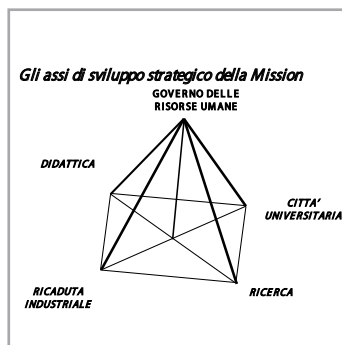 Gli assi di sviluppo strategico della Mission
GOVERNO DELLE
RISORSE UMANE
DIDATTICA
CITTA'
UNIVERSITARIA
RICADUTA
INDUSTRIALE
RICERCA